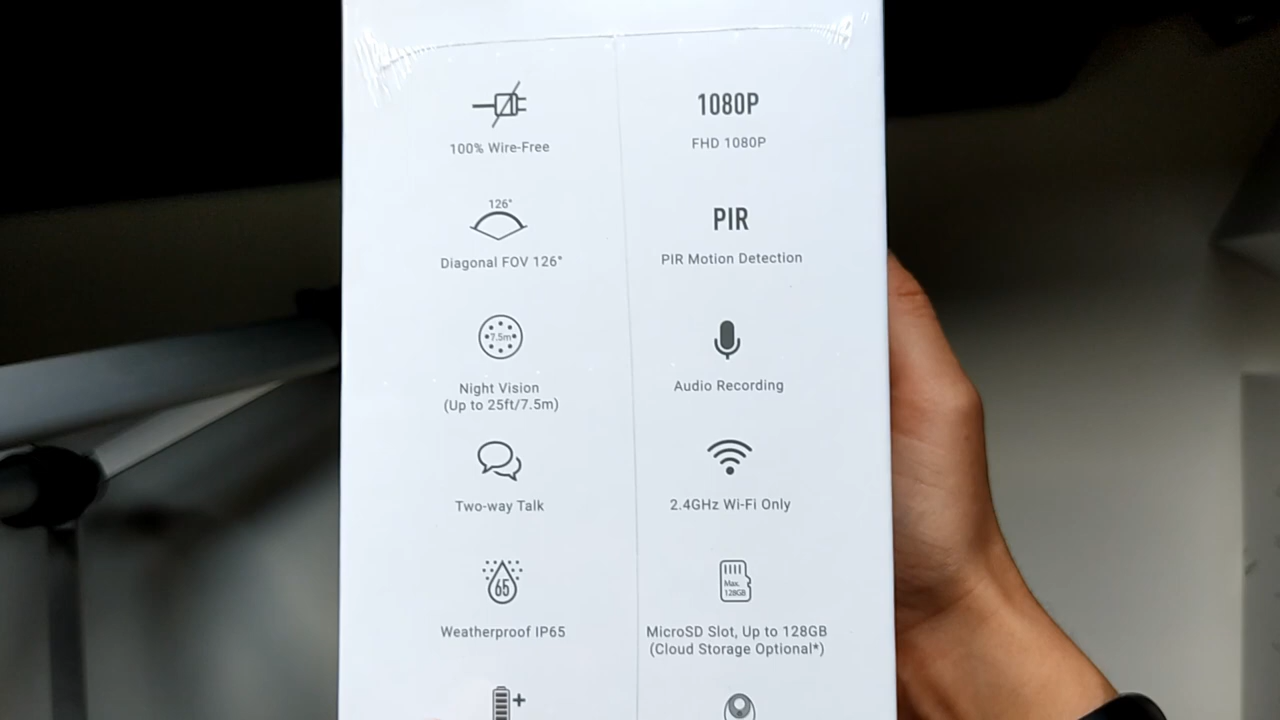 100% Wire-Free
1080P
FHD 1080P
126°
Diagonal FOV 126°
PIR
PIR Motion Detection
7.5m
Night Vision
(Up to 25ft/7.5m)
Audio Recording
Two-way Talk
2.4GHz Wi-Fi Only
65
Weatherproof IP65
Max.
128GB
MicroSD Slot, Up to 128GB
(Cloud Storage Optional*)
+